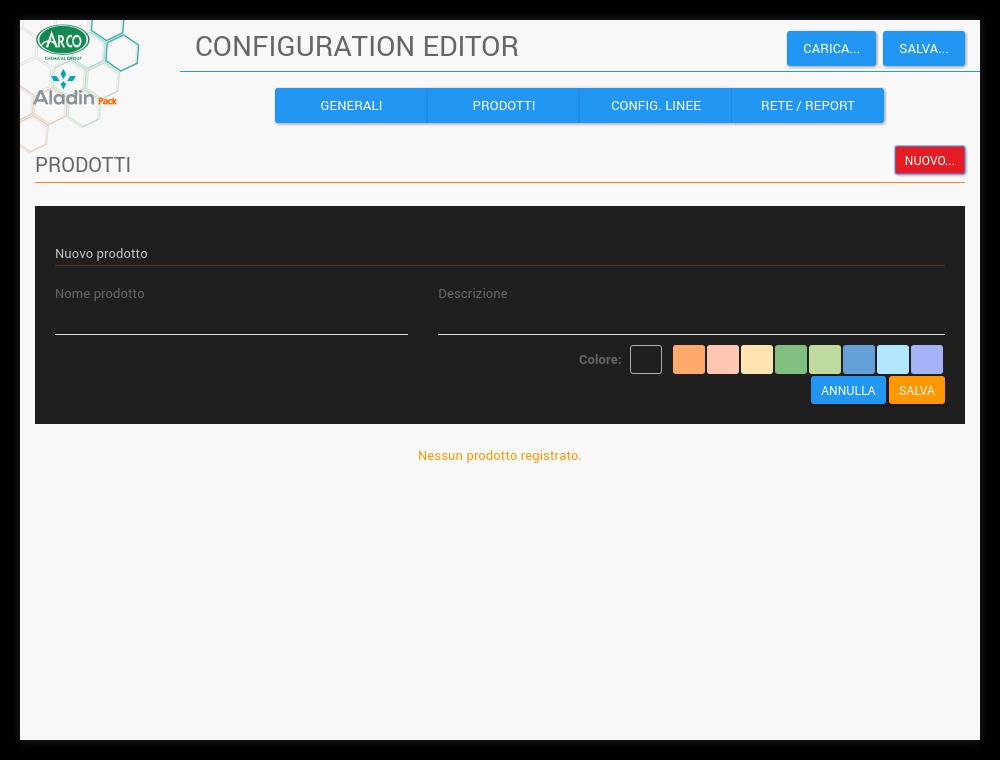 ARCO
CHEMICAL GROUP
Aladin Pack
CONFIGURATION EDITOR
CARICA...
SALVA...
GENERALI
PRODOTTI
CONFIG. LINEE
RETE / REPORT
PRODOTTI
NUOVO...
Nuovo prodotto
Nome prodotto
Descrizione
Colore:
ANNULLA
SALVA
Nessun prodotto registrato.